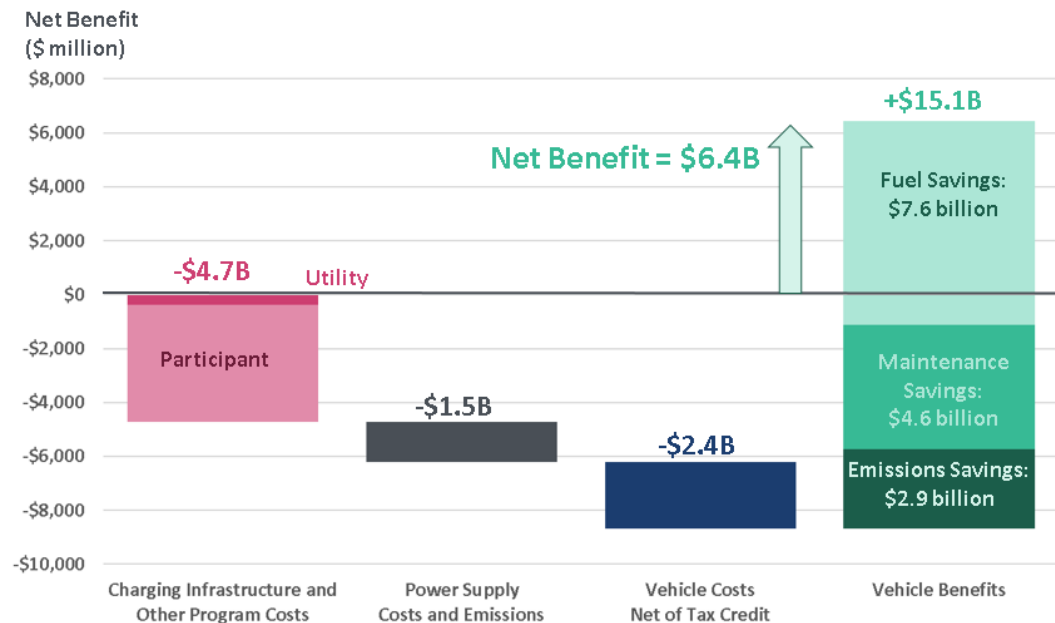 Net Benefit
($ million)
$8,000
$6,000
$4,000
$2,000
$0
-$2,000
-$4,000
-$6,000
-$8,000
-$10,000
-$4.7B
Utility
Participant
-$1.5B
-$2.4B
Net Benefit = $6.4B
+$15.1B
Fuel Savings:
$7.6 billion
Maintenance
Savings:
$4.6 billion
Emissions Savings:
$2.9 billion
Charging Infrastructure and
Other Program Costs
Power Supply
Costs and Emissions
Vehicle Costs
Net of Tax Credit
Vehicle Benefits